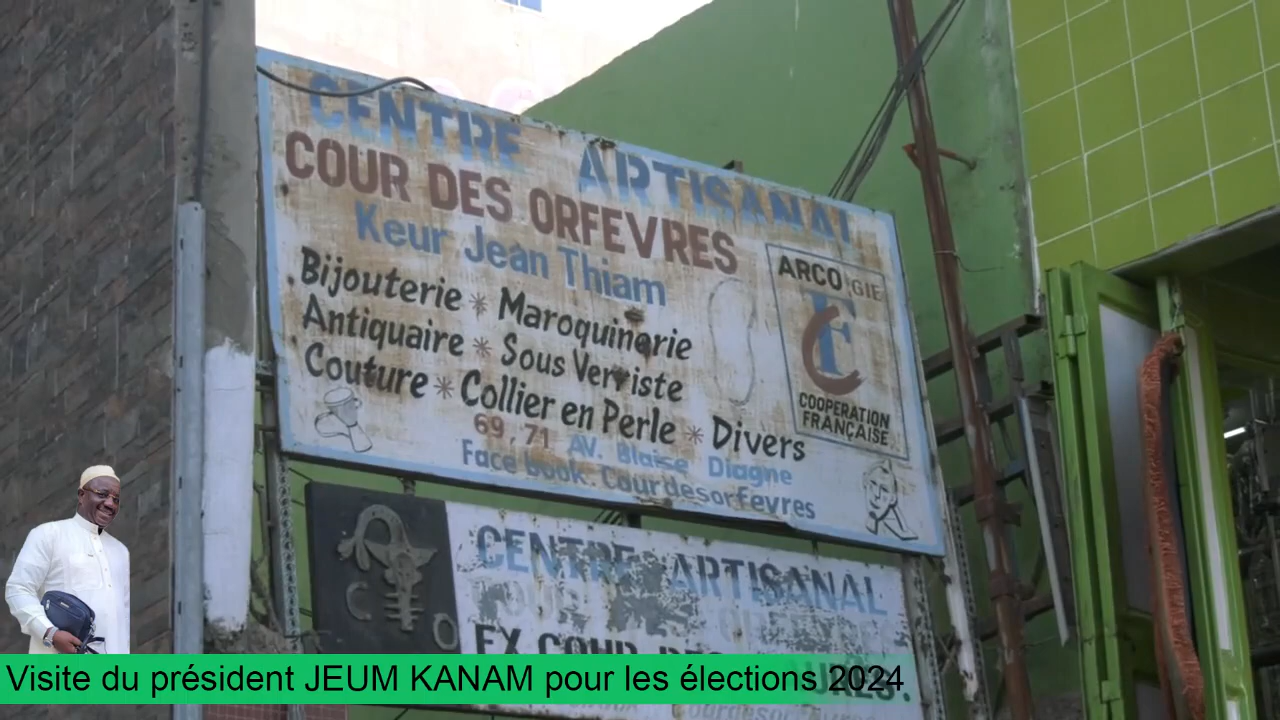 CENTRE ARTISANAL
COUR DES ORFEVRES
Keur Jean Thiam
Bijouterie * Maroquinerie
Antiquaire * Sous Verriste
Couture * Collier en Perle * Divers
69, 71 AV. Blaise Diagne
Face book. Courdesorfevres
ARCO GIE
FC
COOPERATION
FRANÇAISE
CENTRE ARTISANAL
EX COUR DES
Visite du président JEUM KANAM pour les élections 2024